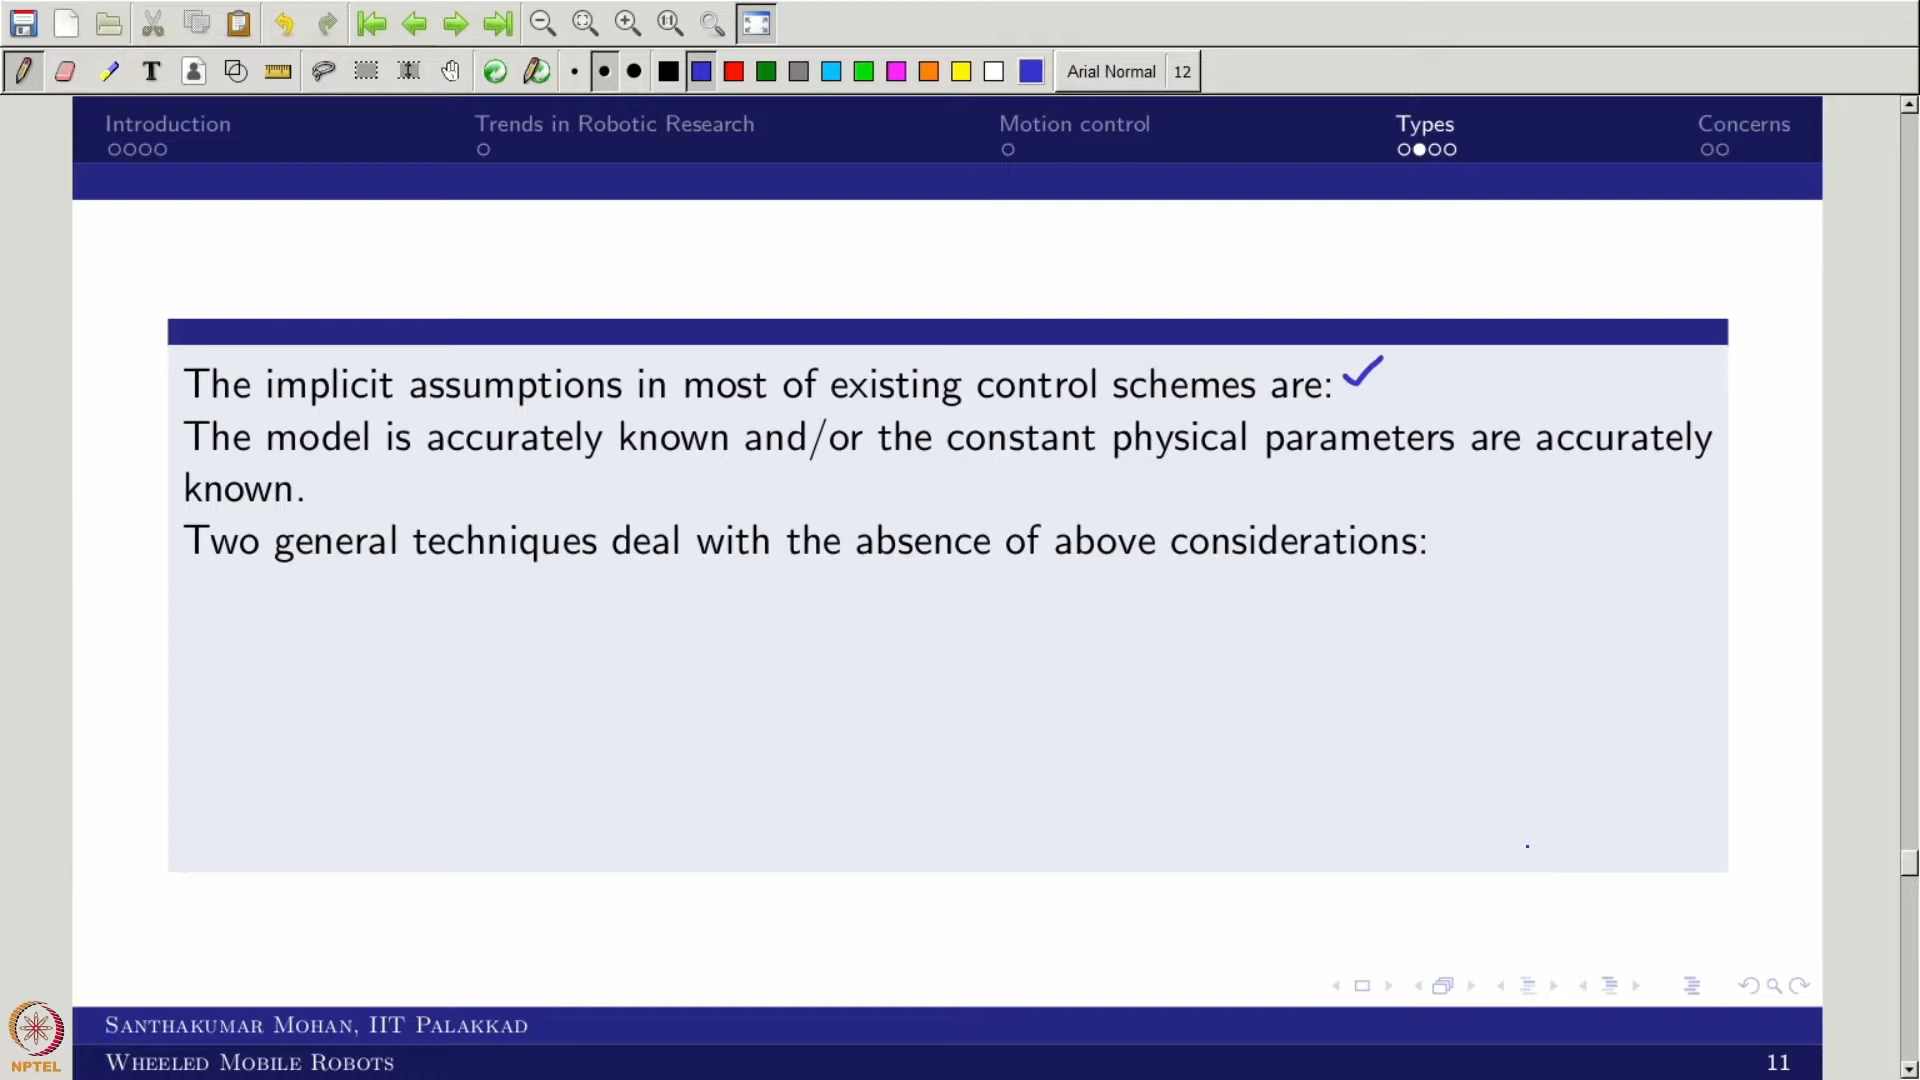 Arial Normal 12
Introduction Trends in Robotic Research Motion control Types Concerns
The implicit assumptions in most of existing control schemes are:
The model is accurately known and/or the constant physical parameters are accurately
known.
Two general techniques deal with the absence of above considerations:
Santhakumar Mohan, IIT Palakkad
Wheeled Mobile Robots 11
NPTEL